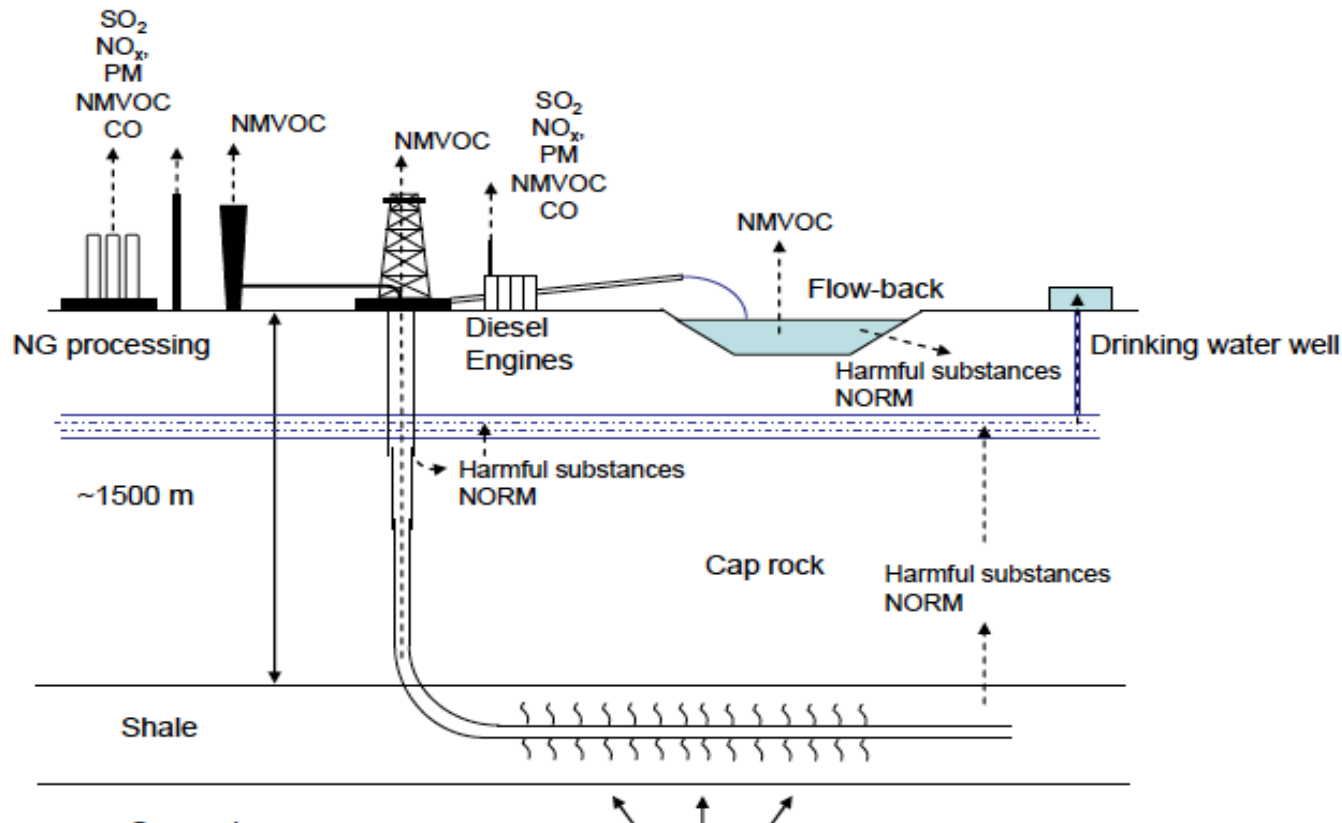 SO₂
NOₓ,
PM
NMVOC
CO
NMVOC
NMVOC
SO₂
NOₓ,
PM
NMVOC
CO
NMVOC
Flow-back
NG processing
Diesel
Engines
Harmful substances
NORM
Drinking water well
Harmful substances
NORM
~1500 m
Cap rock
Harmful substances
NORM
Shale